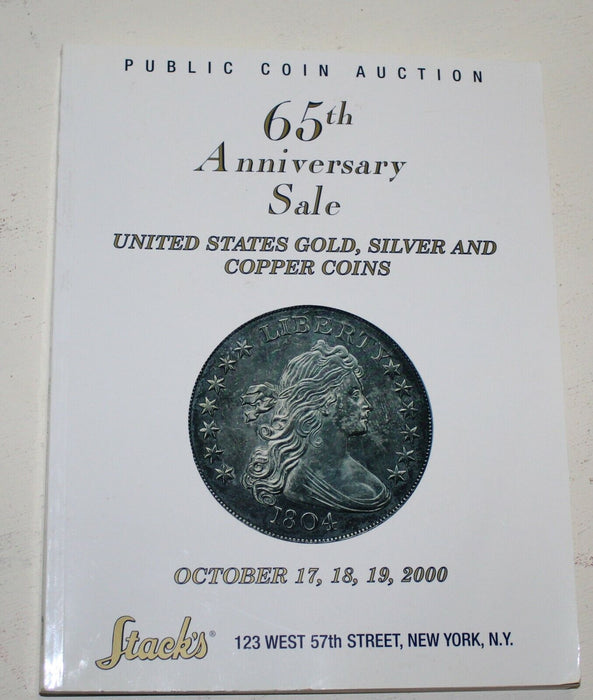 PUBLIC COIN AUCTION
65th
Anniversary
Sale
UNITED STATES GOLD, SILVER AND
COPPER COINS
LIBERTY
1804
OCTOBER 17, 18, 19, 2000
Stack's® 123 WEST 57th STREET, NEW YORK, N.Y.